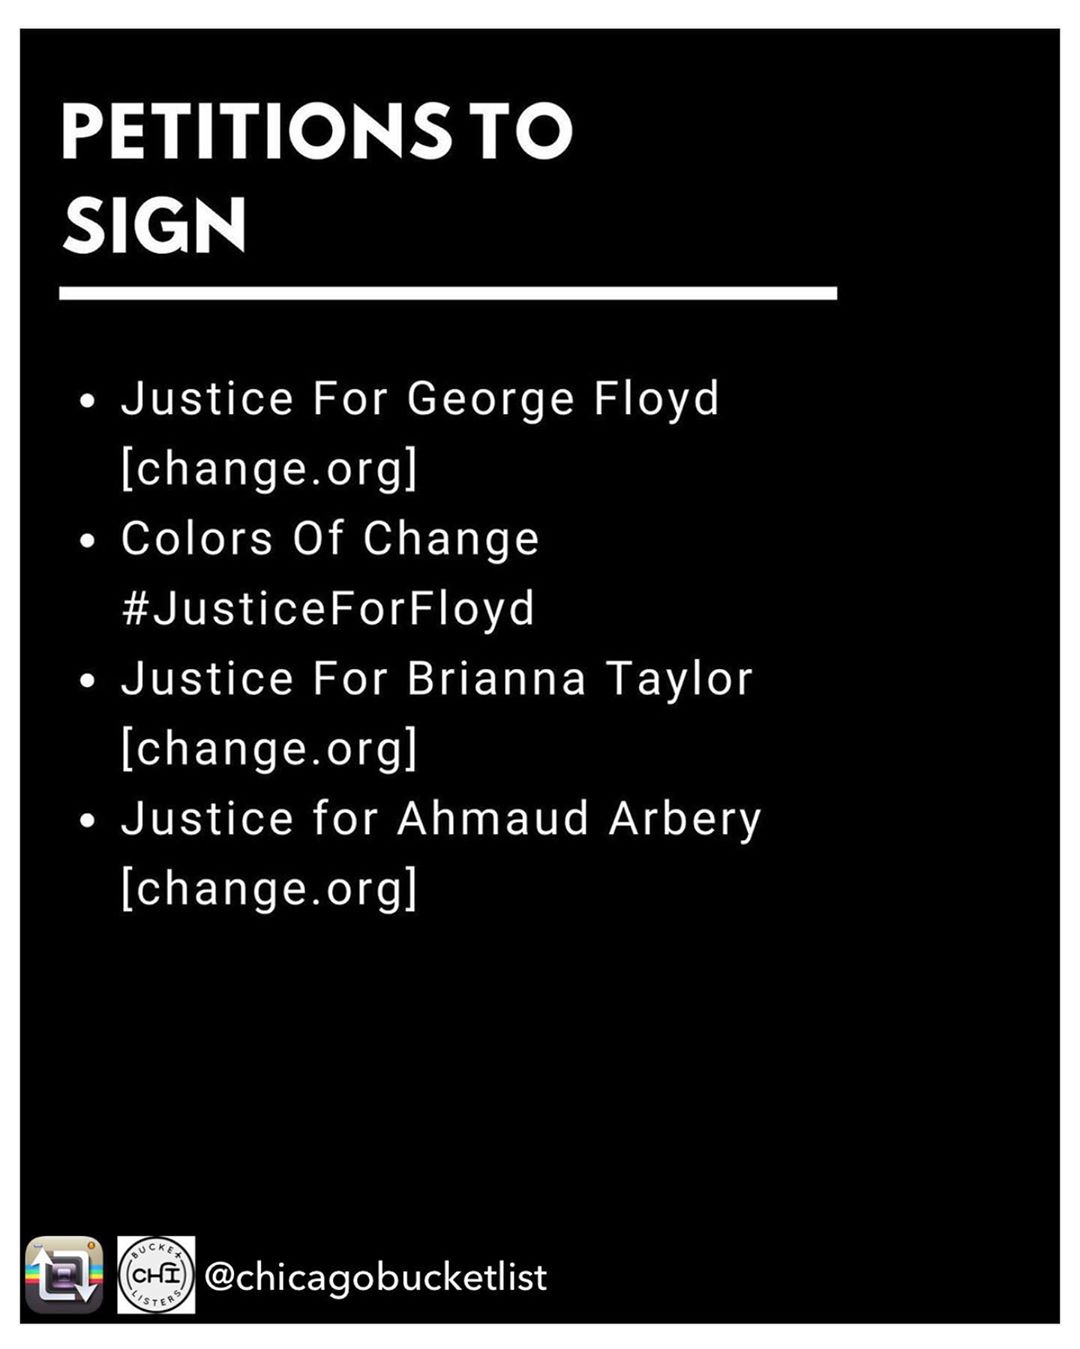 PETITIONS TO
SIGN
• Justice For George Floyd
[change.org]
• Colors Of Change
#JusticeForFloyd
• Justice For Brianna Taylor
[change.org]
• Justice for Ahmaud Arbery
[change.org]
BUCKET
CHI
LISTERS
@chicagobucketlist